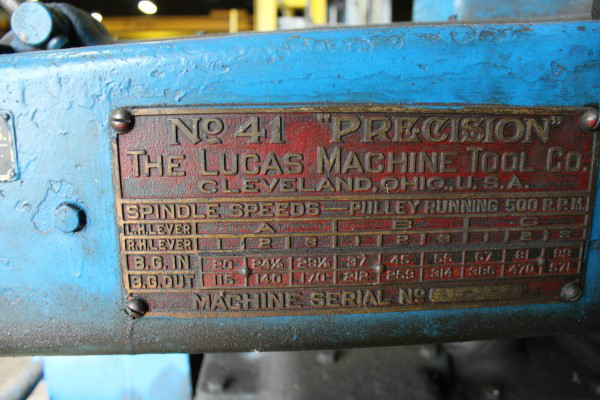 No 41 "PRECISION"
THE LUCAS MACHINE TOOL CO.
CLEVELAND, OHIO, U.S.A.
SPINDLE SPEEDS - PULLEY RUNNING 500 R.P.M.
L.H.LEVER A B C
R.H.LEVER 1 2 3 1 2 3 1 2 3
B.G. IN 20 24½ 29½ 37 45 55 67 81 99
B.G. OUT 115 140 170 212 259 314 386 470 571
MACHINE SERIAL No